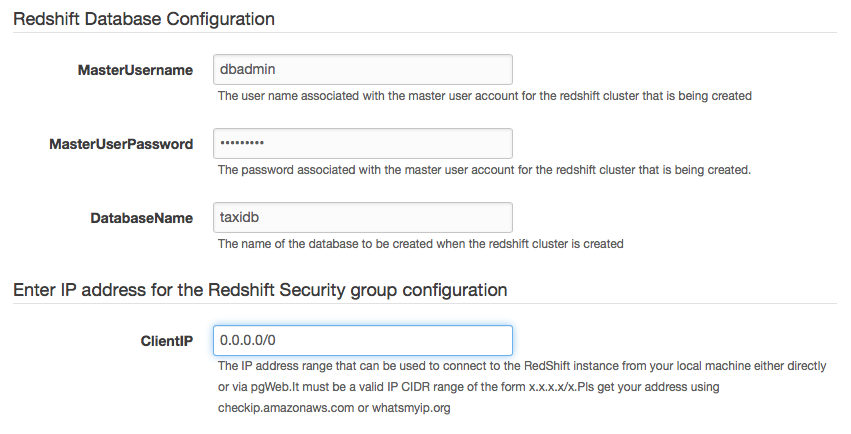 Redshift Database Configuration
MasterUsername
dbadmin
The user name associated with the master user account for the redshift cluster that is being created
MasterUserPassword
•••••••••
The password associated with the master user account for the redshift cluster that is being created.
DatabaseName
taxidb
The name of the database to be created when the redshift cluster is created
Enter IP address for the Redshift Security group configuration
ClientIP
0.0.0.0/0
The IP address range that can be used to connect to the RedShift instance from your local machine either directly
or via pgWeb.It must be a valid IP CIDR range of the form x.x.x.x/x.Pls get your address using
checkip.amazonaws.com or whatsmyip.org